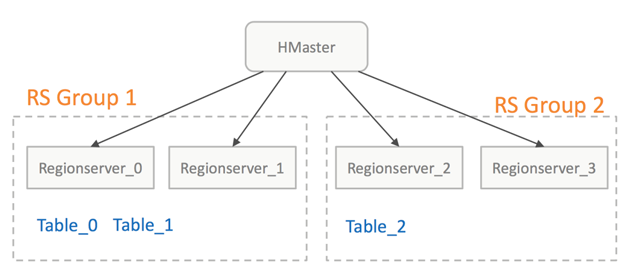 HMaster
RS Group 1
RS Group 2
Regionserver_0
Regionserver_1
Regionserver_2
Regionserver_3
Table_0 Table_1
Table_2